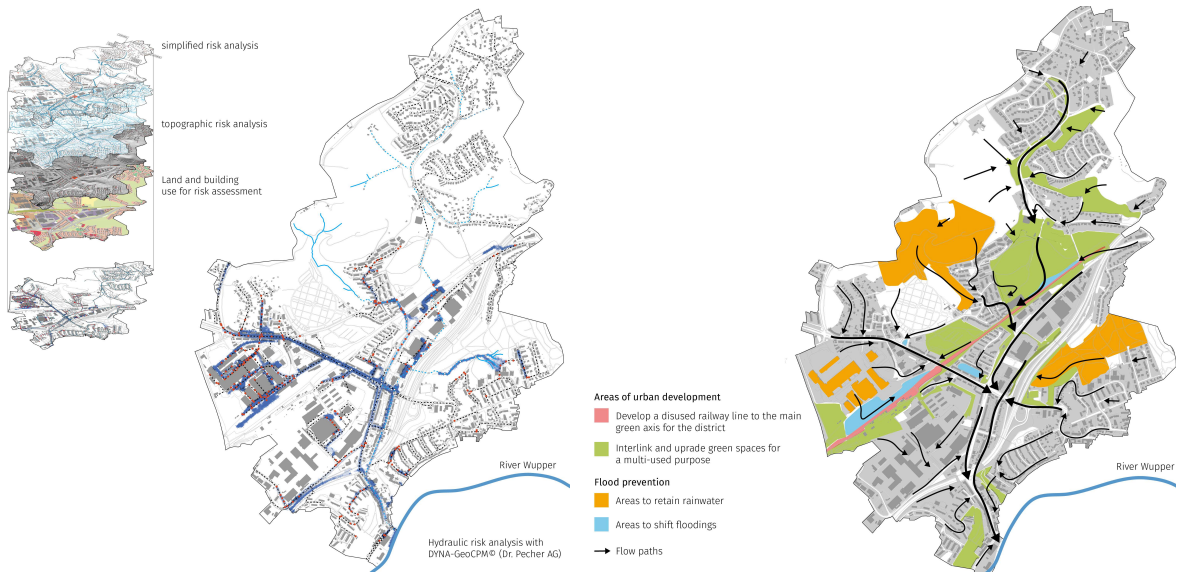 simplified risk analysis
topographic risk analysis
Land and building
use for risk assessment
River Wupper
Hydraulic risk analysis with
DYNA-GeoCPM© (Dr. Pecher AG)
Areas of urban development
Develop a disused railway line to the main
green axis for the district
Interlink and uprade green spaces for
a multi-used purpose
Flood prevention
Areas to retain rainwater
Areas to shift floodings
Flow paths
River Wupper